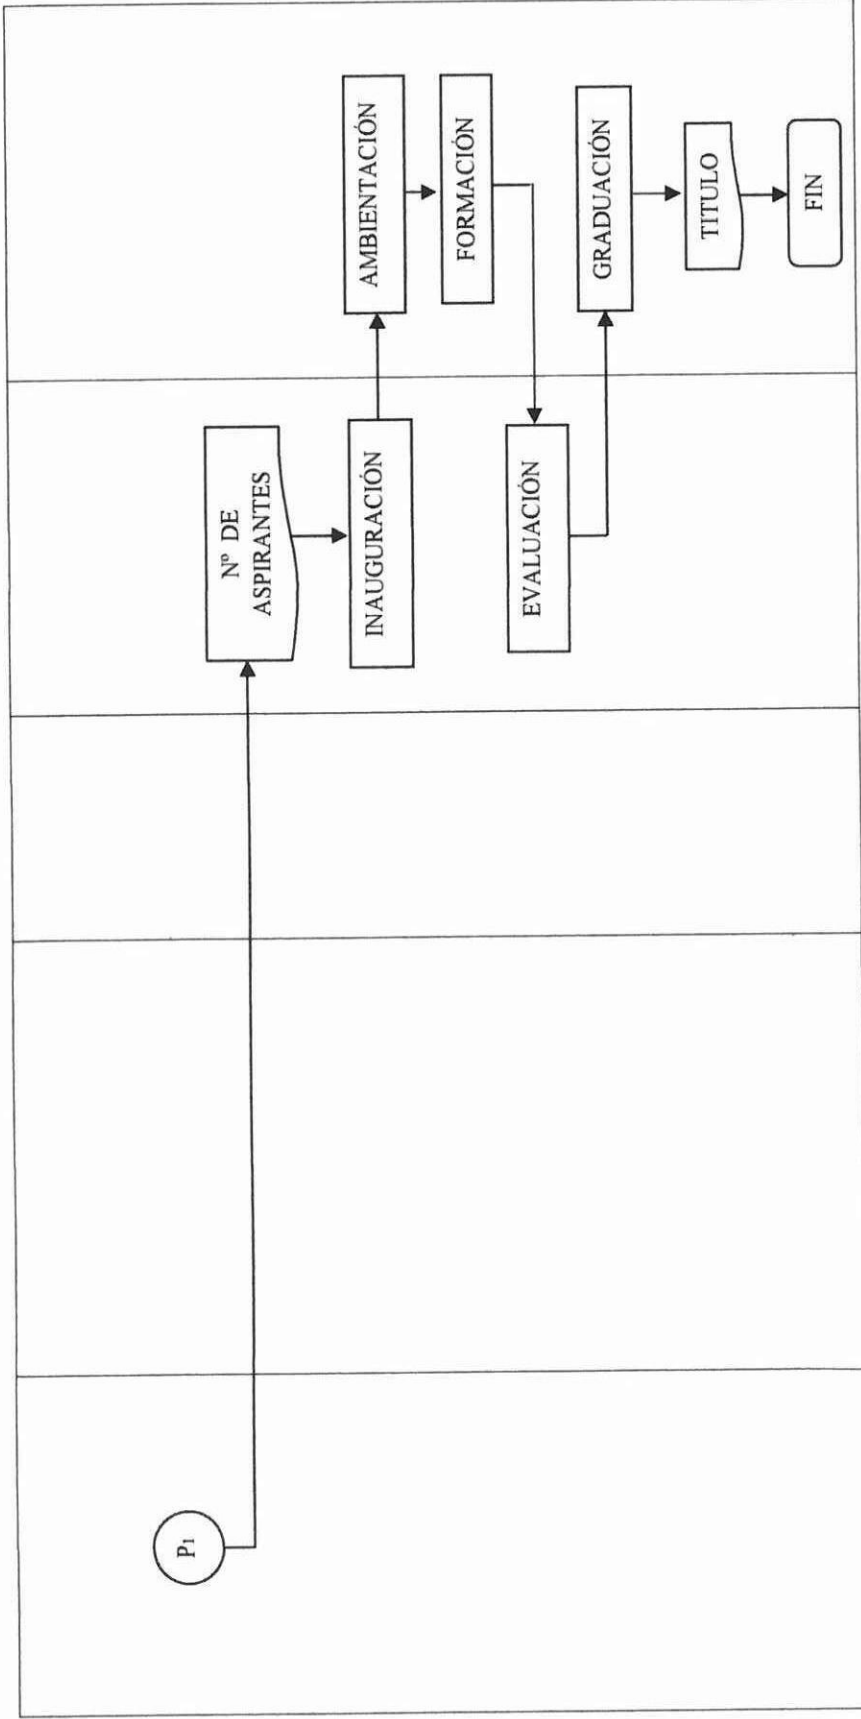 P1
Nº DE
ASPIRANTES
INAUGURACIÓN
AMBIENTACIÓN
FORMACIÓN
EVALUACIÓN
GRADUACIÓN
TITULO
FIN